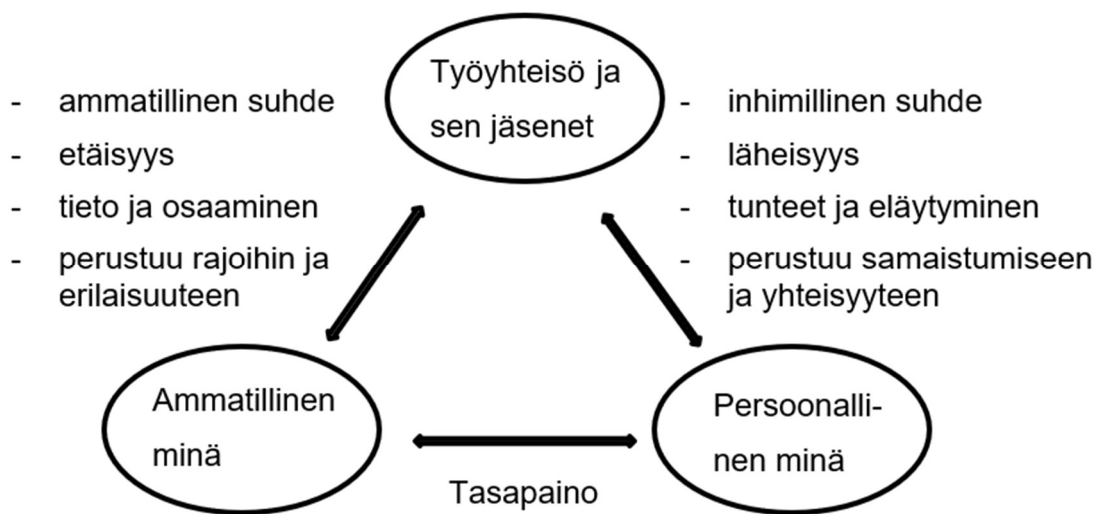 Työyhteisö ja
sen jäsenet
- ammatillinen suhde
- etäisyys
- tieto ja osaaminen
- perustuu rajoihin ja
erilaisuuteen
- inhimillinen suhde
- läheisyys
- tunteet ja eläytyminen
- perustuu samaistumiseen
ja yhteisyyteen
Ammatillinen
minä
Persoonalli-
nen minä
Tasapaino